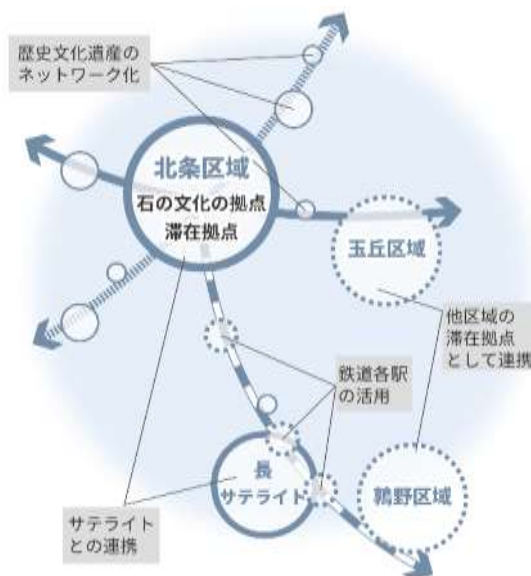 歴史文化遺産の
ネットワーク化
北条区域
石の文化の拠点
滞在拠点
玉丘区域
他区域の
滞在拠点
として連携
鉄道各駅
の活用
長
サテライト
鶉野区域
サテライト
との連携